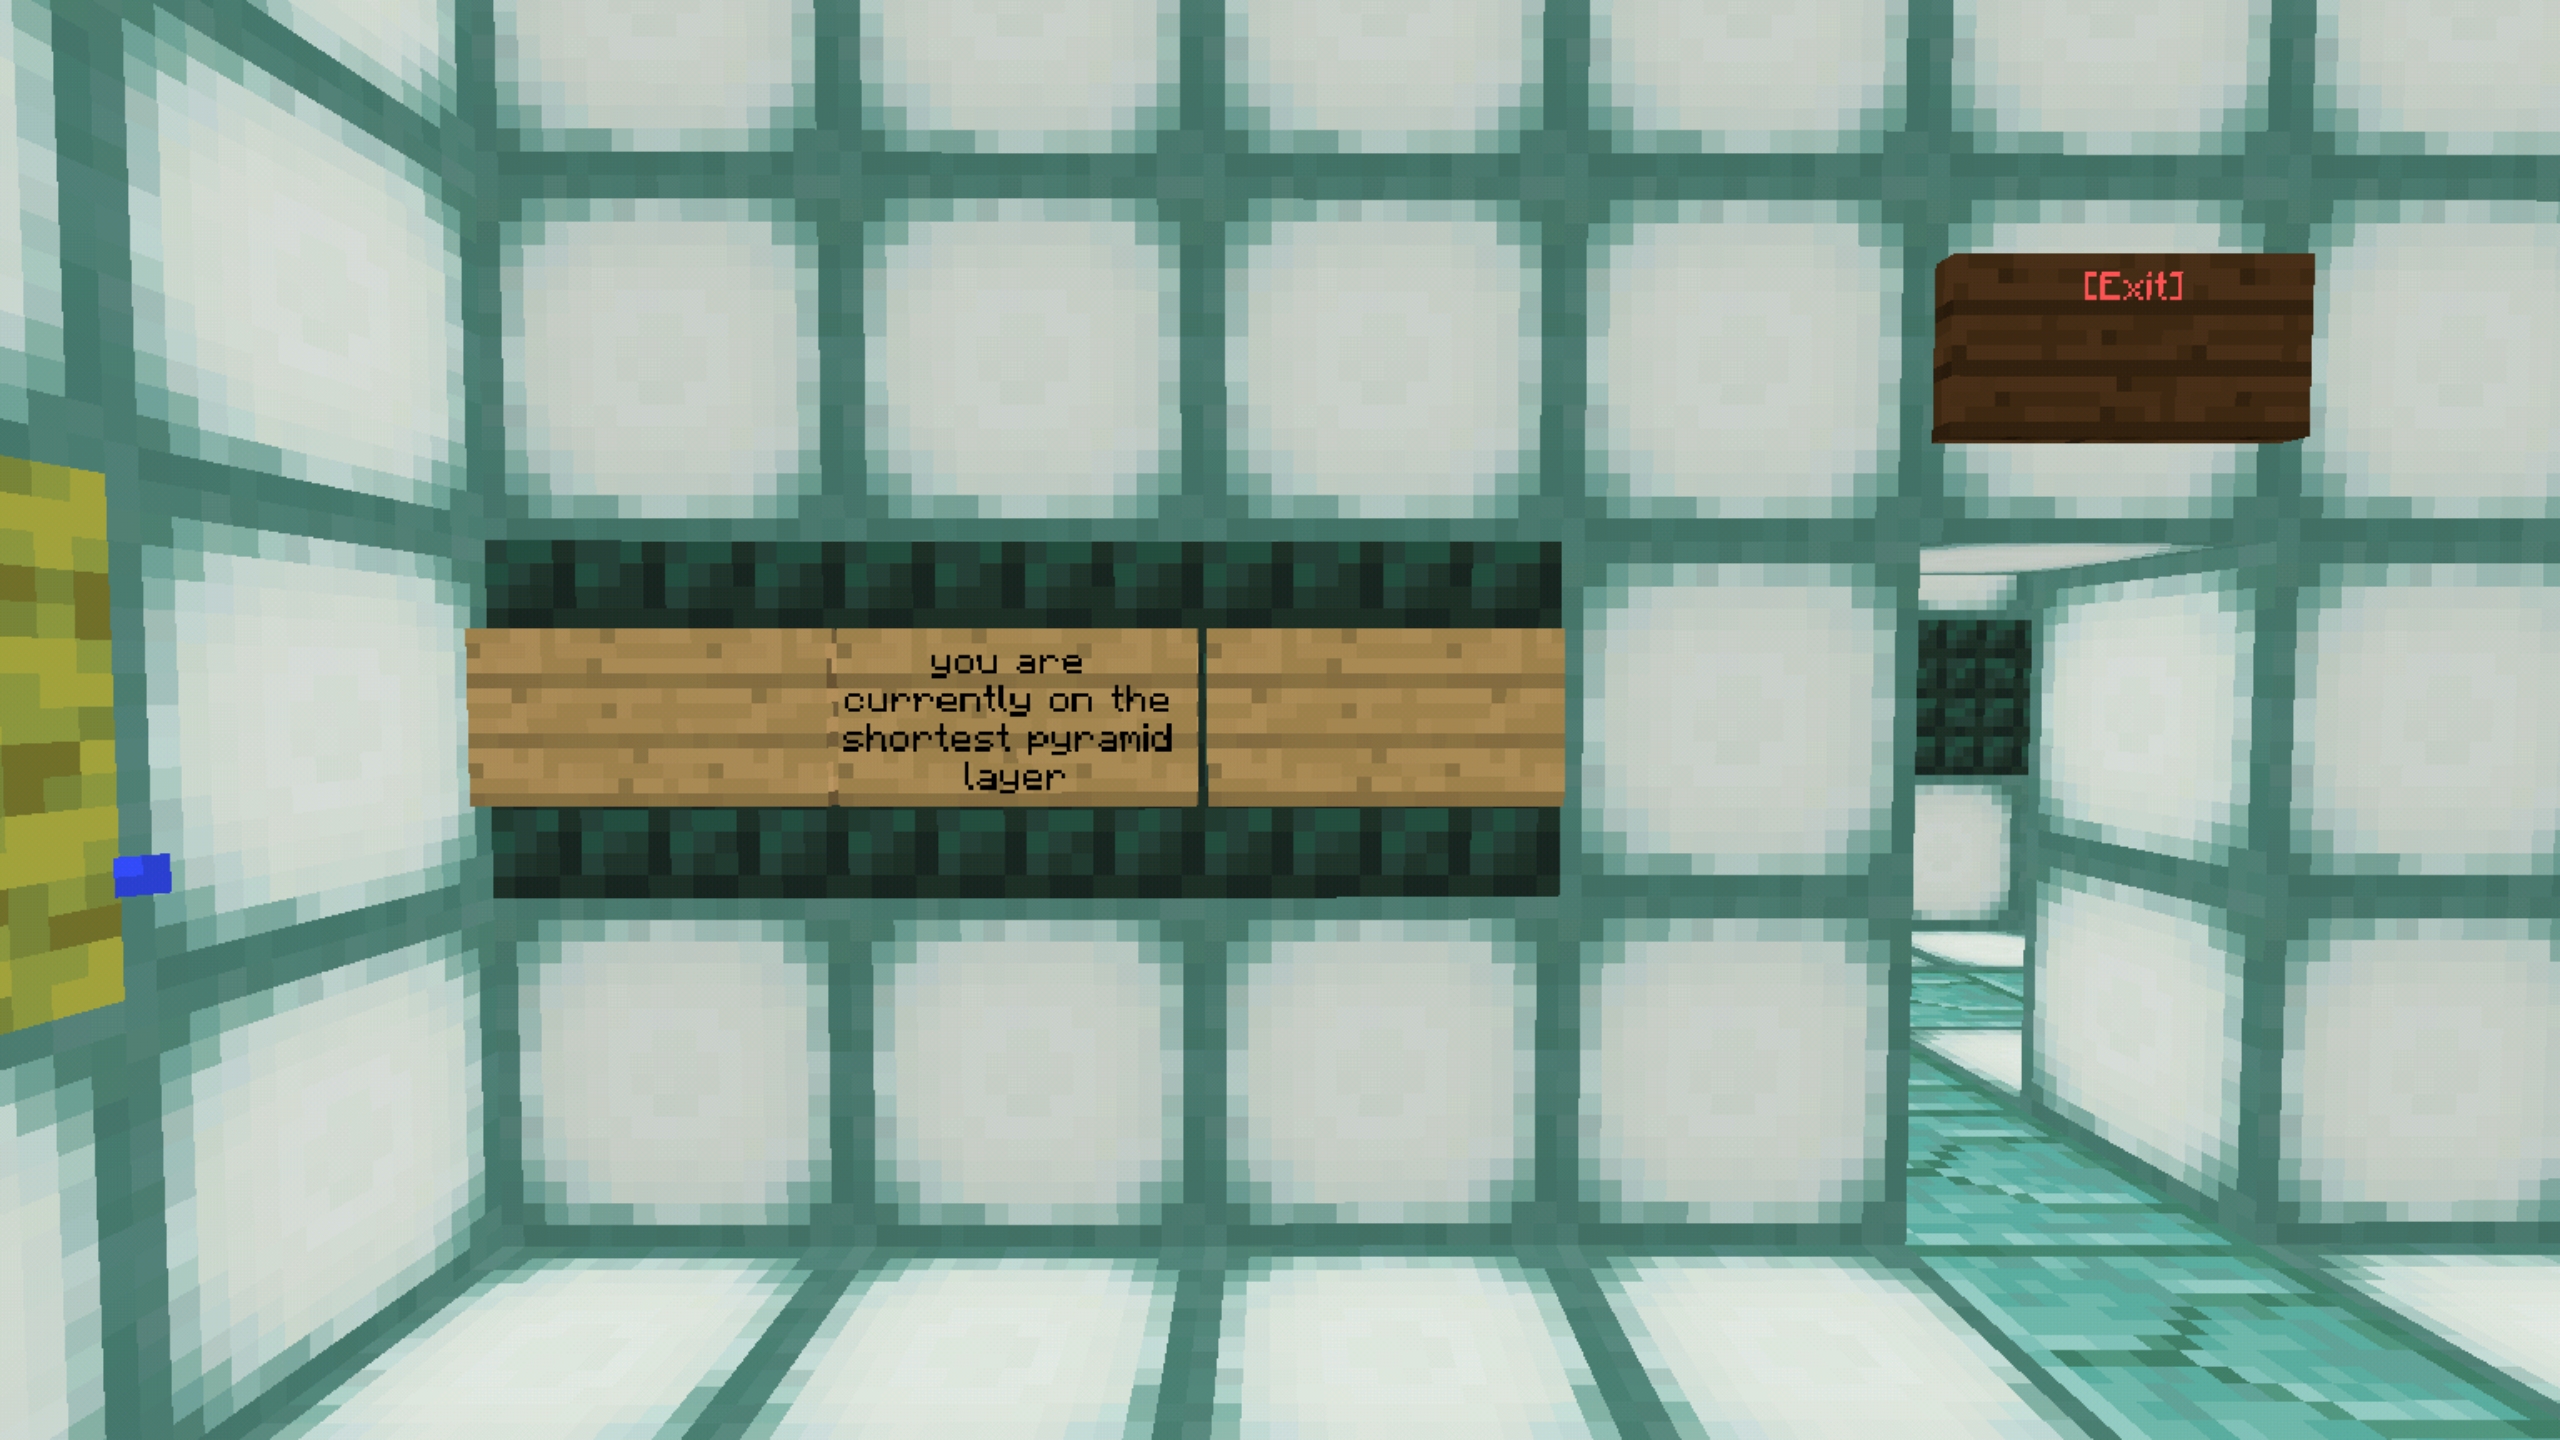 [Exit]
you are
currently on the
shortest pyramid
layer